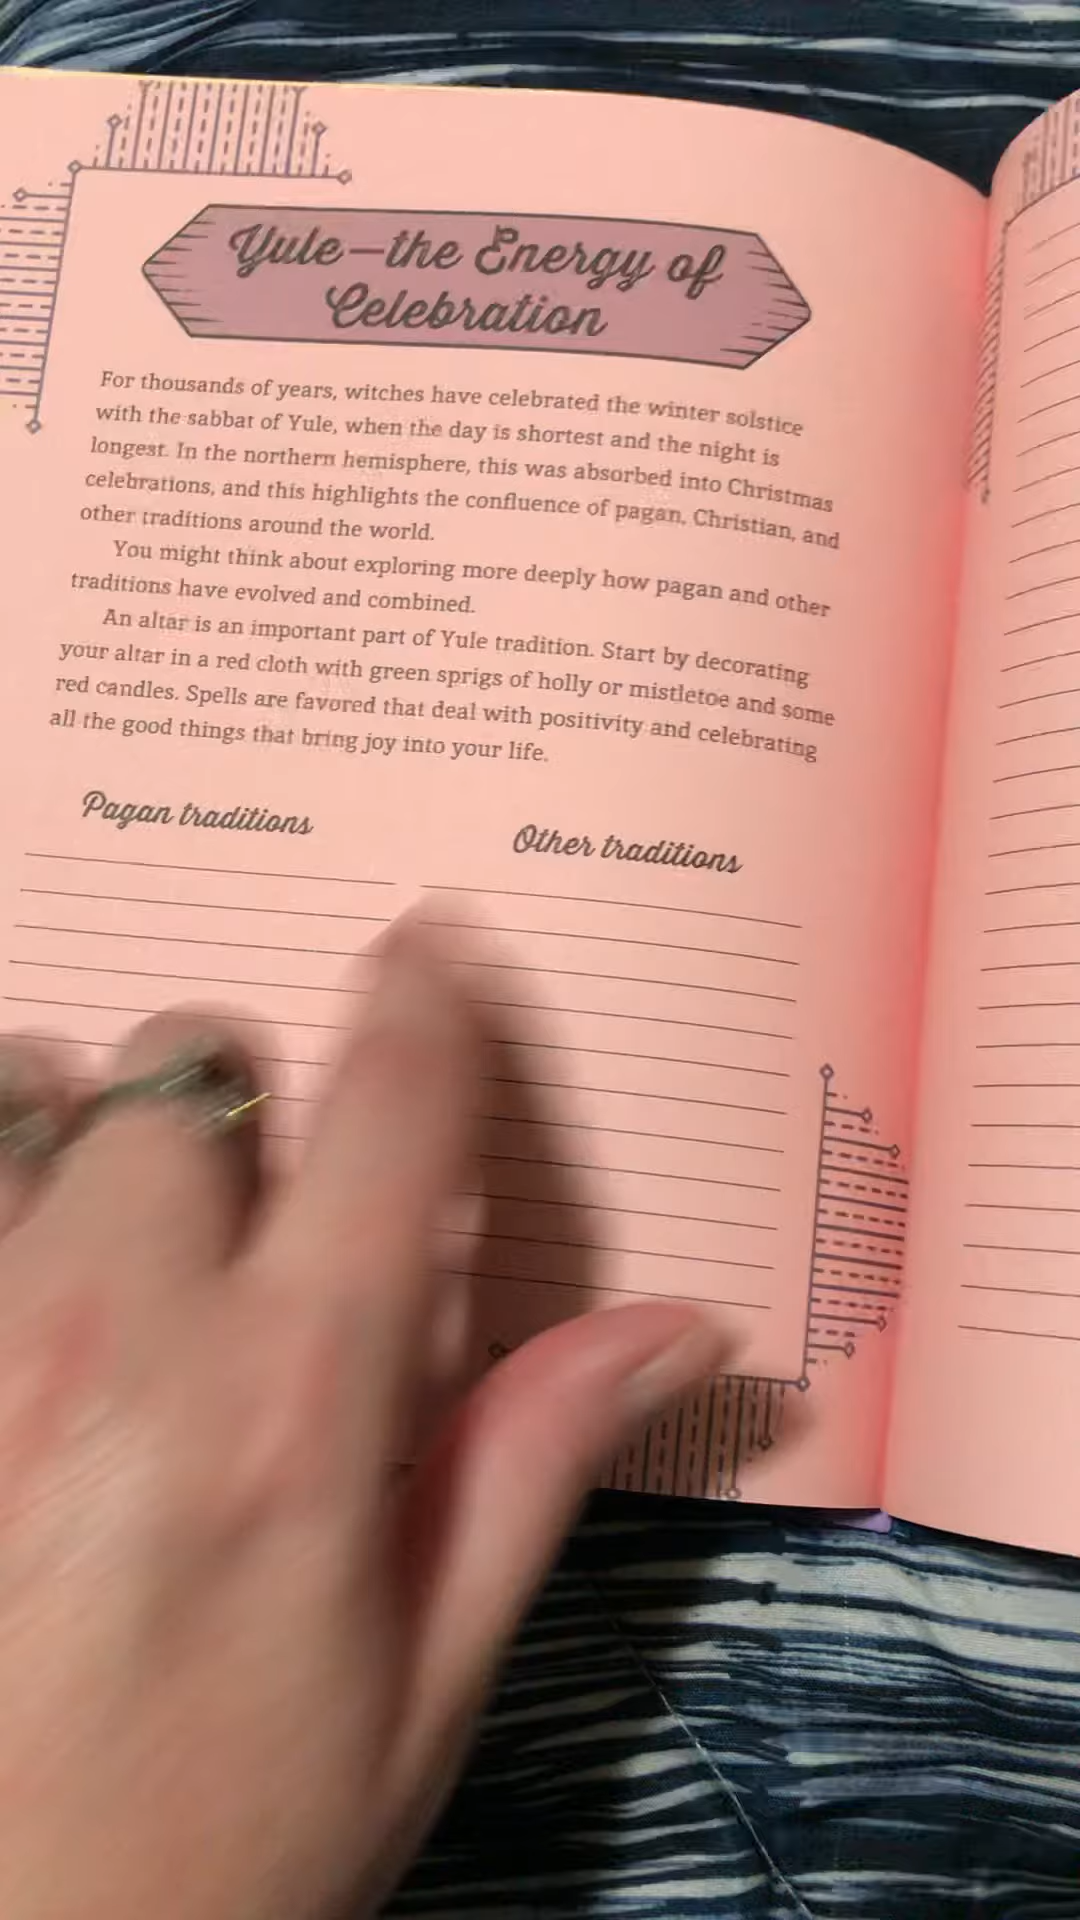 Yule—the Energy of
Celebration
For thousands of years, witches have celebrated the winter solstice
with the sabbat of Yule, when the day is shortest and the night is
longest. In the northern hemisphere, this was absorbed into Christmas
celebrations, and this highlights the confluence of pagan, Christian, and
other traditions around the world.
You might think about exploring more deeply how pagan and other
traditions have evolved and combined.
An altar is an important part of Yule tradition. Start by decorating
your altar in a red cloth with green sprigs of holly or mistletoe and some
red candles. Spells are favored that deal with positivity and celebrating
all the good things that bring joy into your life.
Pagan traditions
Other traditions